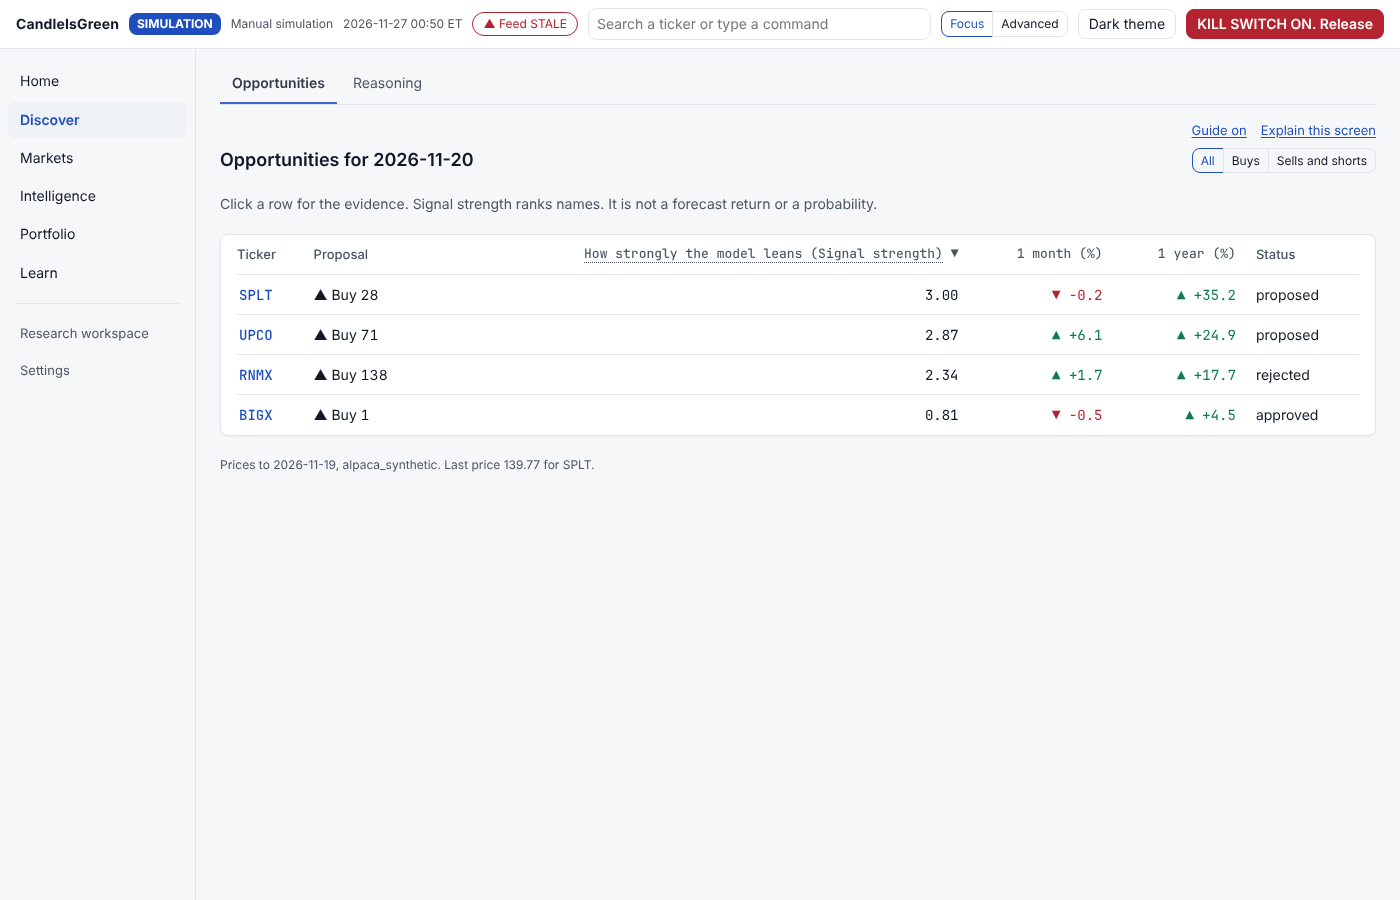 CandleIsGreen SIMULATION Manual simulation 2026-11-27 00:50 ET ▲ Feed STALE Search a ticker or type a command Focus Advanced Dark theme KILL SWITCH ON. Release
Home
Discover
Markets
Intelligence
Portfolio
Learn
Research workspace
Settings
Opportunities Reasoning
Guide on Explain this screen
Opportunities for 2026-11-20 All Buys Sells and shorts
Click a row for the evidence. Signal strength ranks names. It is not a forecast return or a probability.
Ticker Proposal How strongly the model leans (Signal strength) ▼ 1 month (%) 1 year (%) Status
SPLT ▲ Buy 28 3.00 ▼ -0.2 ▲ +35.2 proposed
UPCO ▲ Buy 71 2.87 ▲ +6.1 ▲ +24.9 proposed
RNMX ▲ Buy 138 2.34 ▲ +1.7 ▲ +17.7 rejected
BIGX ▲ Buy 1 0.81 ▼ -0.5 ▲ +4.5 approved
Prices to 2026-11-19, alpaca_synthetic. Last price 139.77 for SPLT.